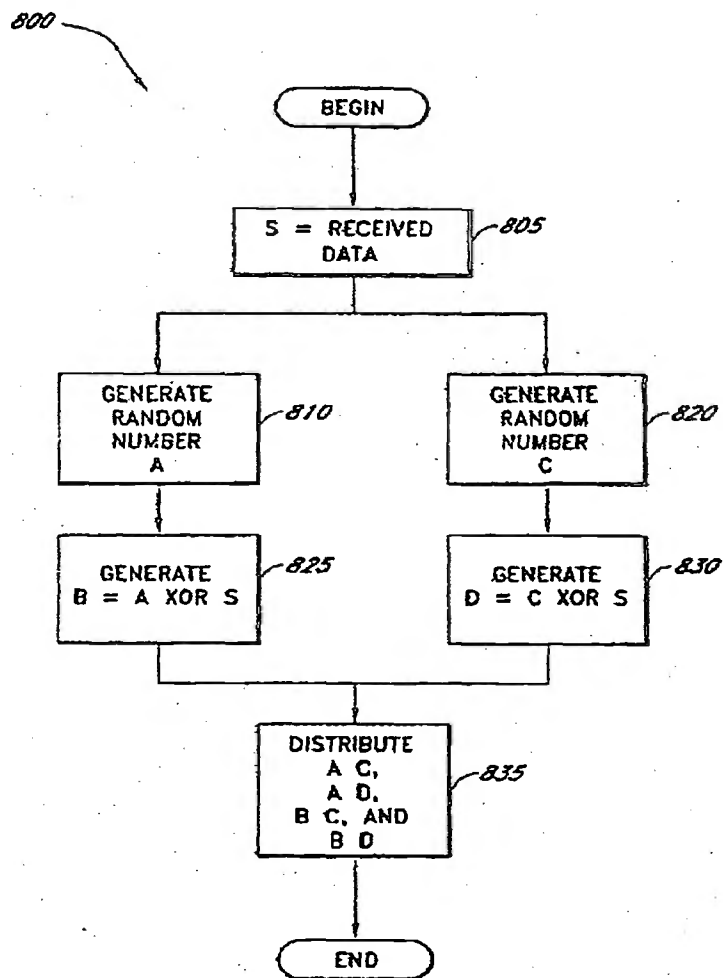 800
BEGIN
S = RECEIVED
DATA
805
GENERATE
RANDOM
NUMBER
A
810
GENERATE
RANDOM
NUMBER
C
820
GENERATE
B = A XOR S
825
GENERATE
D = C XOR S
830
DISTRIBUTE
A C,
A D,
B C, AND
B D
835
END